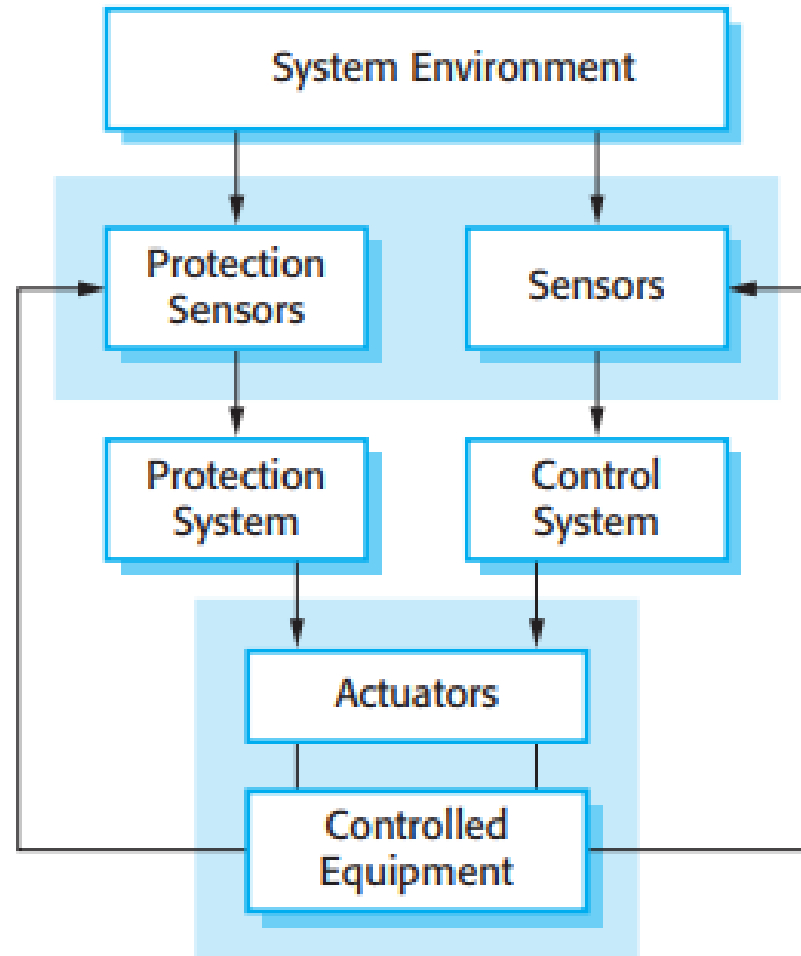 System Environment
Protection
Sensors
Sensors
Protection
System
Control
System
Actuators
Controlled
Equipment